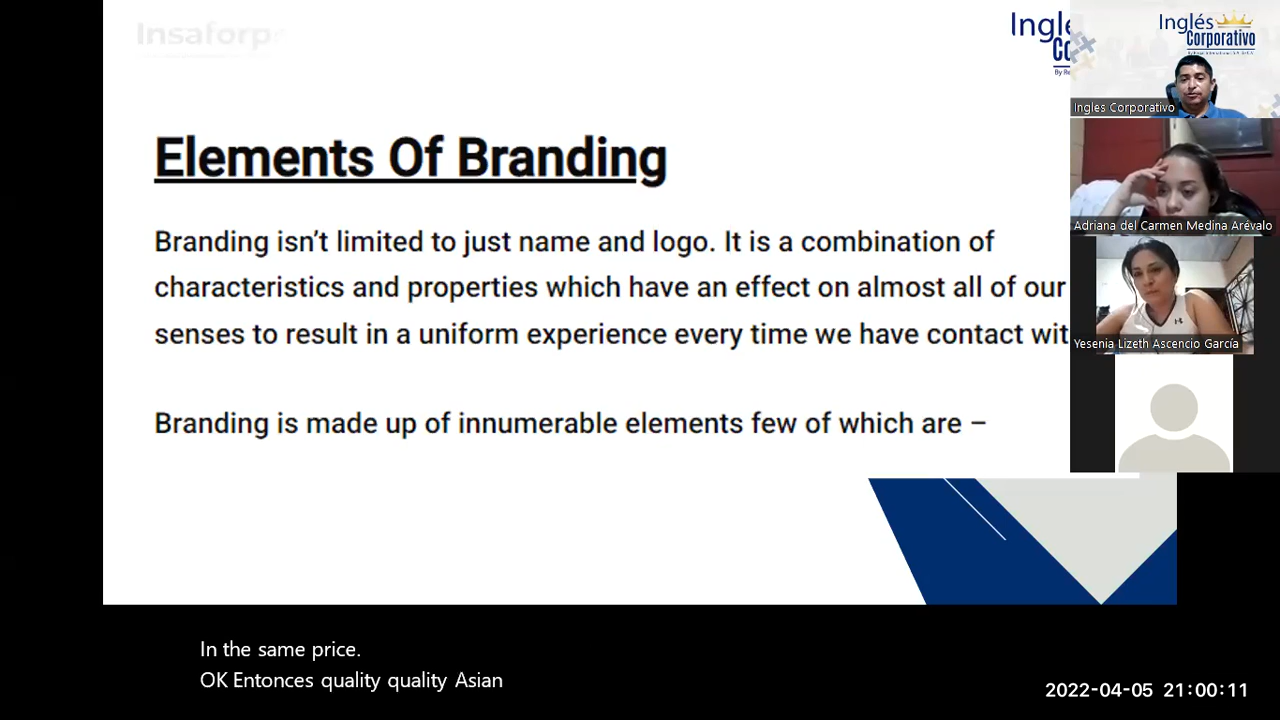 Insaforp
Inglés
Corporativo
Ingles Corporativo
Adriana del Carmen Medina Arévalo
Yesenia Lizeth Ascencio García
Elements Of Branding
Branding isn't limited to just name and logo. It is a combination of
characteristics and properties which have an effect on almost all of our
senses to result in a uniform experience every time we have contact wit
Branding is made up of innumerable elements few of which are –
In the same price.
OK Entonces quality quality Asian
2022-04-05 21:00:11